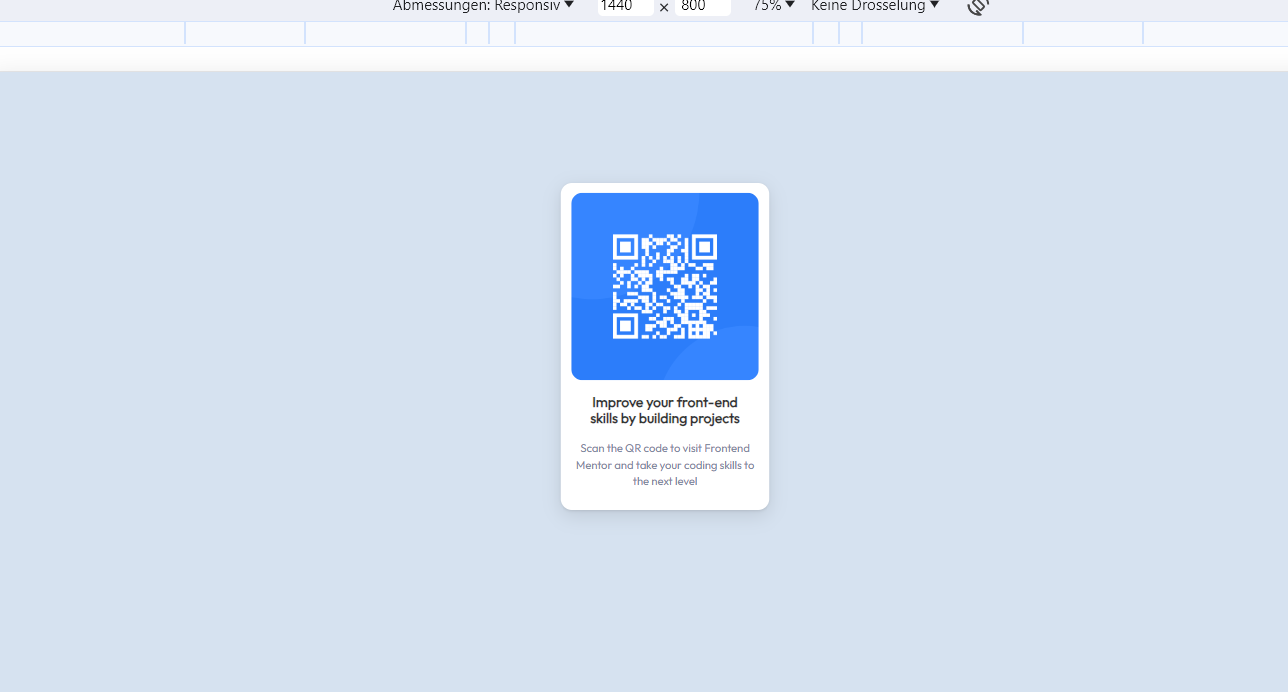 Abmessungen: Responsiv ▼ 1440 × 800 75% ▼ Keine Drosselung ▼
Improve your front-end
skills by building projects
Scan the QR code to visit Frontend
Mentor and take your coding skills to
the next level